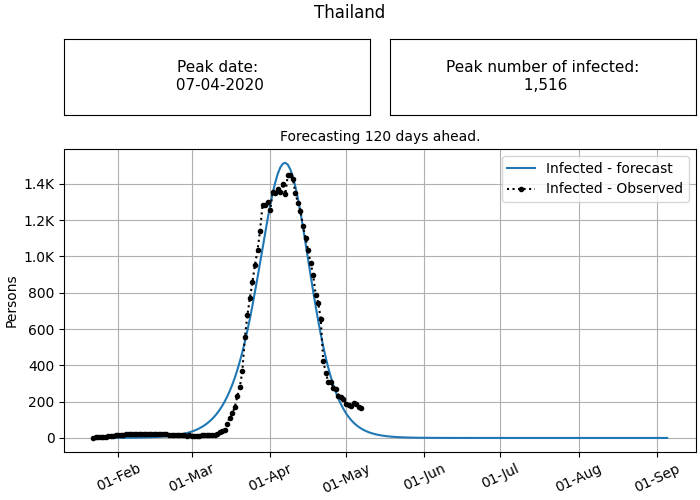 Thailand
Peak date:
07-04-2020
Peak number of infected:
1,516
Forecasting 120 days ahead.
Infected - forecast
Infected - Observed
1.4K
1.2K
1.0K
800
600
400
200
0
Persons
01-Feb
01-Mar
01-Apr
01-May
01-Jun
01-Jul
01-Aug
01-Sep